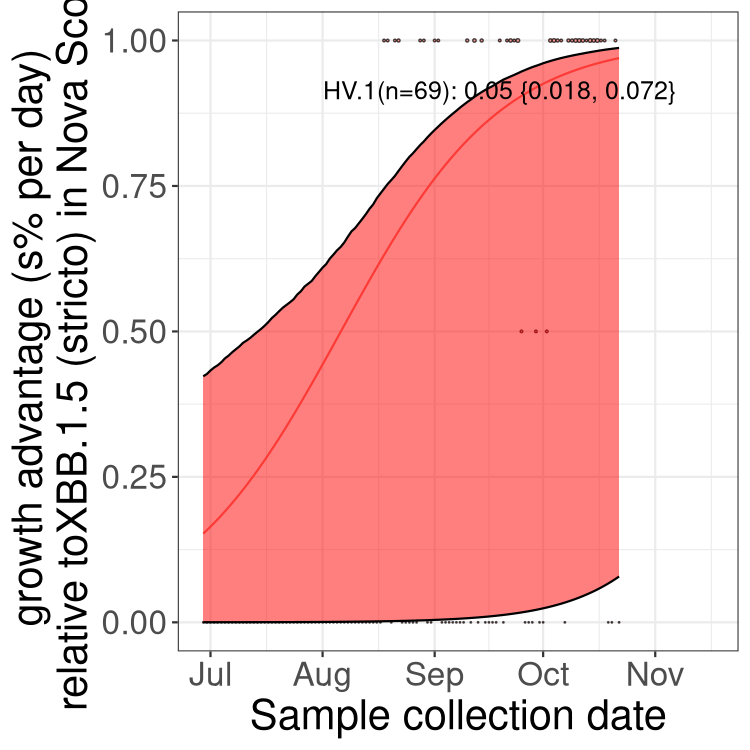 growth advantage (s% per day)
relative toXBB.1.5 (stricto) in Nova Sco
1.00
0.75
0.50
0.25
0.00
HV.1(n=69): 0.05 {0.018, 0.072}
Jul Aug Sep Oct Nov
Sample collection date